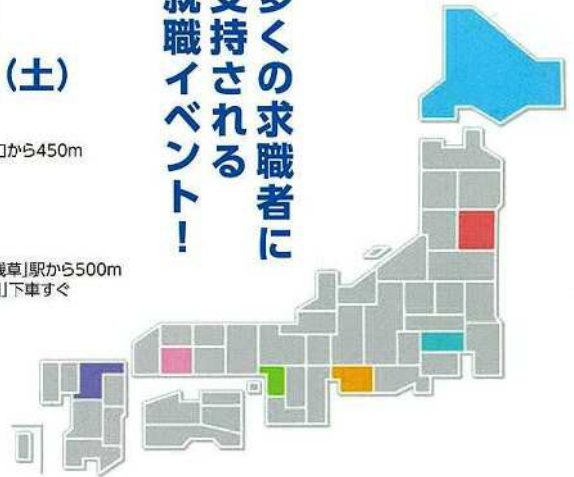 多くの求職者に
支持される
就職イベント！
（土）
口から450m
浅草」駅から500m
」下車すぐ